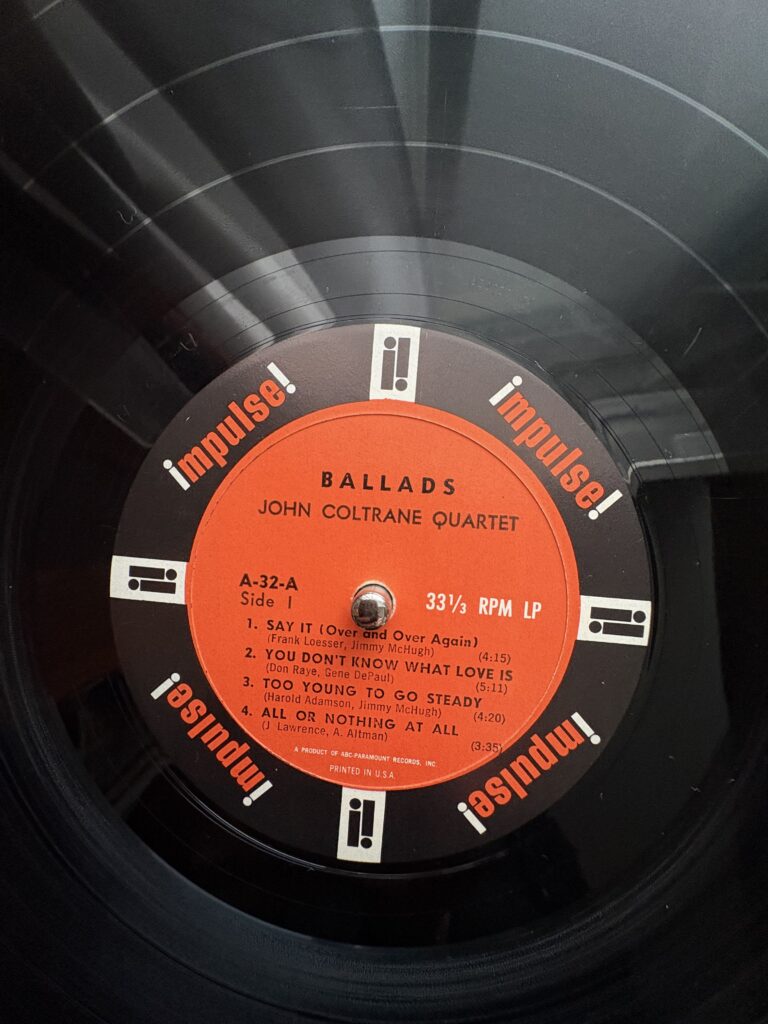 impulse!
impulse!
BALLADS
JOHN COLTRANE QUARTET
A-32-A
Side 1
33⅓ RPM LP
1. SAY IT (Over and Over Again)
(Frank Loesser, Jimmy McHugh) (4:15)
2. YOU DON'T KNOW WHAT LOVE IS
(Don Raye, Gene DePaul) (5:11)
3. TOO YOUNG TO GO STEADY
(Harold Adamson, Jimmy McHugh) (4:20)
4. ALL OR NOTHING AT ALL
(J Lawrence, A. Altman) (3:35)
A PRODUCT OF ABC-PARAMOUNT RECORDS, INC.
PRINTED IN U.S.A.
impulse!
impulse!